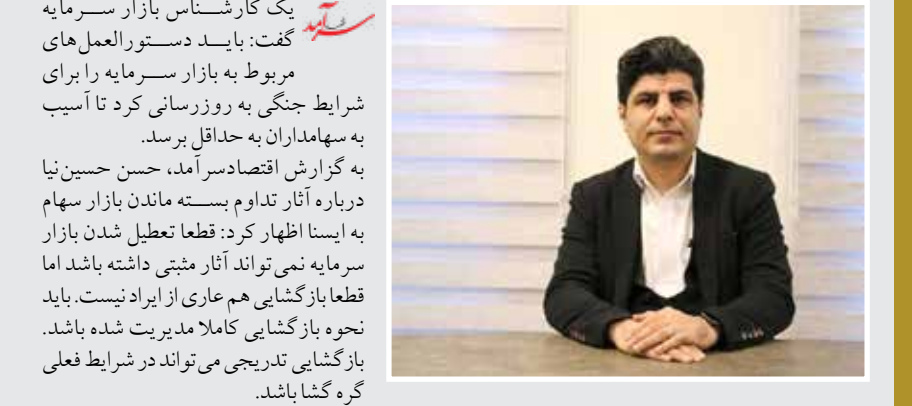 سرآمد
یک کارشناس بازار سرمایه
گفت: باید دستورالعمل‌های
مربوط به بازار سرمایه را برای
شرایط جنگی به روزرسانی کرد تا آسیب
به سهامداران به حداقل برسد.
به گزارش اقتصادسرآمد، حسن حسین‌نیا
درباره آثار تداوم بسته ماندن بازار سهام
به ایسنا اظهار کرد: قطعا تعطیل شدن بازار
سرمایه نمی‌تواند آثار مثبتی داشته باشد اما
قطعا بازگشایی هم عاری از ایراد نیست. باید
نحوه بازگشایی کاملا مدیریت شده باشد.
بازگشایی تدریجی می‌تواند در شرایط فعلی
گره گشا باشد.